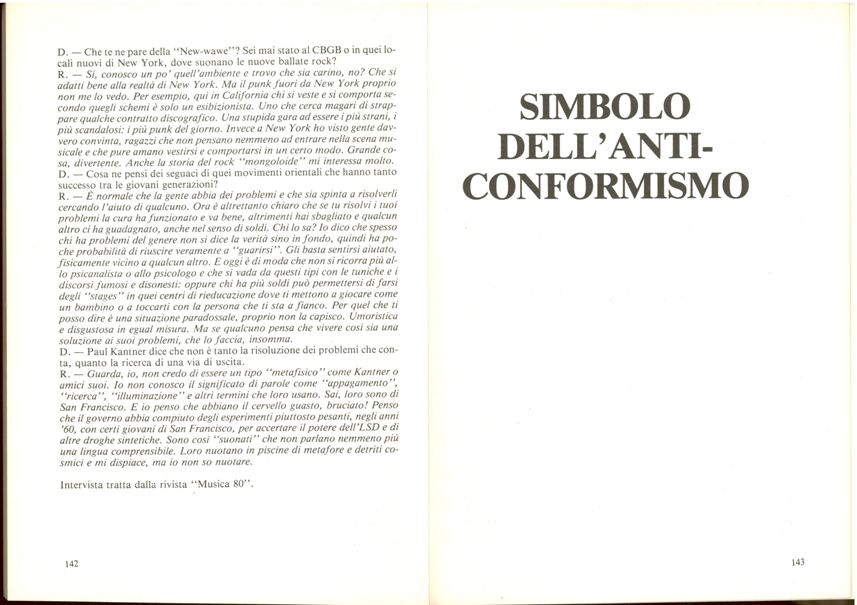 D. — Che te ne pare della "New-wawe"? Sei mai stato al CBGB o in quei lo-
cali nuovi di New York, dove suonano le nuove ballate rock?
R. — Sí, conosco un po' quell'ambiente e trovo che sia carino, no? Che si
adatti bene alla realtà di New York. Ma il punk fuori da New York proprio
non me lo vedo. Per esempio, qui in California chi si veste e si comporta se-
condo quegli schemi è solo un esibizionista. Uno che cerca magari di strap-
pare qualche contratto discografico. Una stupida gara ad essere i più strani, i
più scandalosi: i più punk del giorno. Invece a New York ho visto gente dav-
vero convinta, ragazzi che non pensano nemmeno ad entrare nella scena mu-
sicale e che pure amano vestirsi e comportarsi in un certo modo. Grande co-
sa, divertente. Anche la storia del rock "mongoloide" mi interessa molto.
D. — Cosa ne pensi dei seguaci di quei movimenti orientali che hanno tanto
successo tra le giovani generazioni?
R. — È normale che la gente abbia dei problemi e che sia spinta a risolverli
cercando l'aiuto di qualcuno. Ora è altrettanto chiaro che se tu risolvi i tuoi
problemi la cura ha funzionato e va bene, altrimenti hai sbagliato e qualcun
altro ci ha guadagnato, anche nel senso di soldi. Chi lo sa? Io dico che spesso
chi ha problemi del genere non si dice la verità sino in fondo, quindi ha po-
che probabilità di riuscire veramente a "guarirsi". Gli basta sentirsi aiutato,
fisicamente vicino a qualcun altro. E oggi è di moda che non si ricorra più al-
lo psicanalista o allo psicologo e che si vada da questi tipi con le tuniche e i
discorsi fumosi e disonesti: oppure chi ha più soldi può permettersi di farsi
degli "stages" in quei centri di rieducazione dove ti mettono a giocare come
un bambino o a toccarti con la persona che ti sta a fianco. Per quel che ti
posso dire è una situazione paradossale, proprio non la capisco. Umoristica
e disgustosa in egual misura. Ma se qualcuno pensa che vivere cosí sia una
soluzione ai suoi problemi, che lo faccia, insomma.
D. — Paul Kantner dice che non è tanto la risoluzione dei problemi che con-
ta, quanto la ricerca di una via di uscita.
R. — Guarda, io, non credo di essere un tipo "metafisico" come Kantner o
amici suoi. Io non conosco il significato di parole come "appagamento",
"ricerca", "illuminazione" e altri termini che loro usano. Sai, loro sono di
San Francisco. E io penso che abbiano il cervello guasto, bruciato! Penso
che il governo abbia compiuto degli esperimenti piuttosto pesanti, negli anni
'60, con certi giovani di San Francisco, per accertare il potere dell'LSD e di
altre droghe sintetiche. Sono cosí "suonati" che non parlano nemmeno più
una lingua comprensibile. Loro nuotano in piscine di metafore e detriti co-
smici e mi dispiace, ma io non so nuotare.
Intervista tratta dalla rivista "Musica 80".
142
SIMBOLO
DELL'ANTI-
CONFORMISMO
143